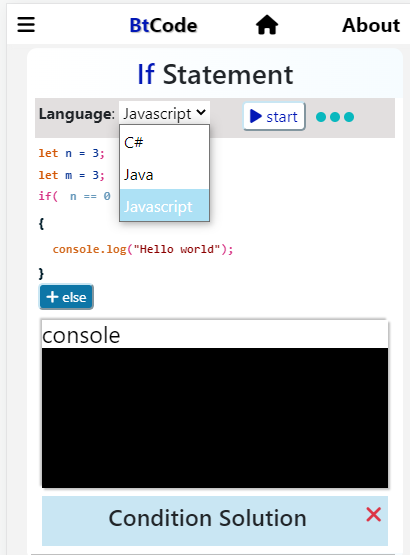 BtCode About
If Statement
Language: Javascript start
C#
Java
Javascript
let n = 3;
let m = 3;
if( n == 0
{
console.log("Hello world");
}
+ else
console
Condition Solution